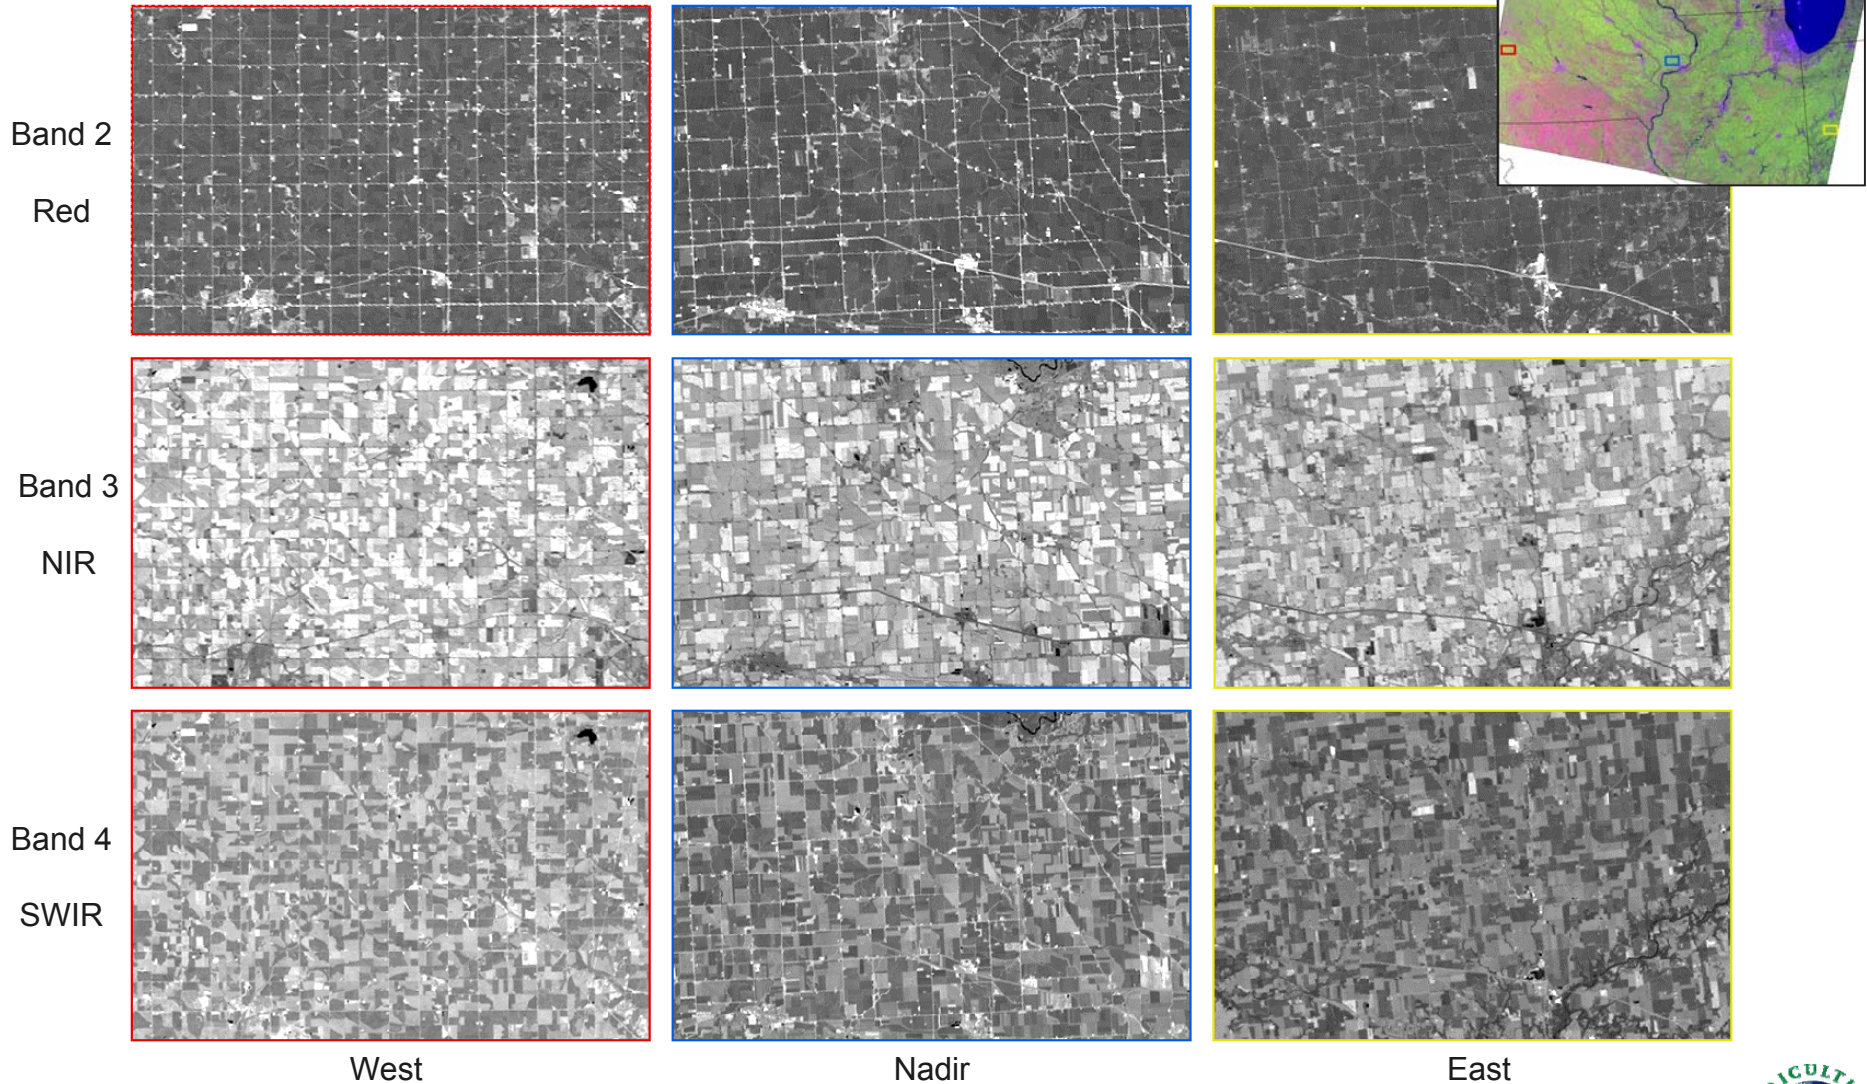 Band 2
Red
Band 3
NIR
Band 4
SWIR
West
Nadir
East